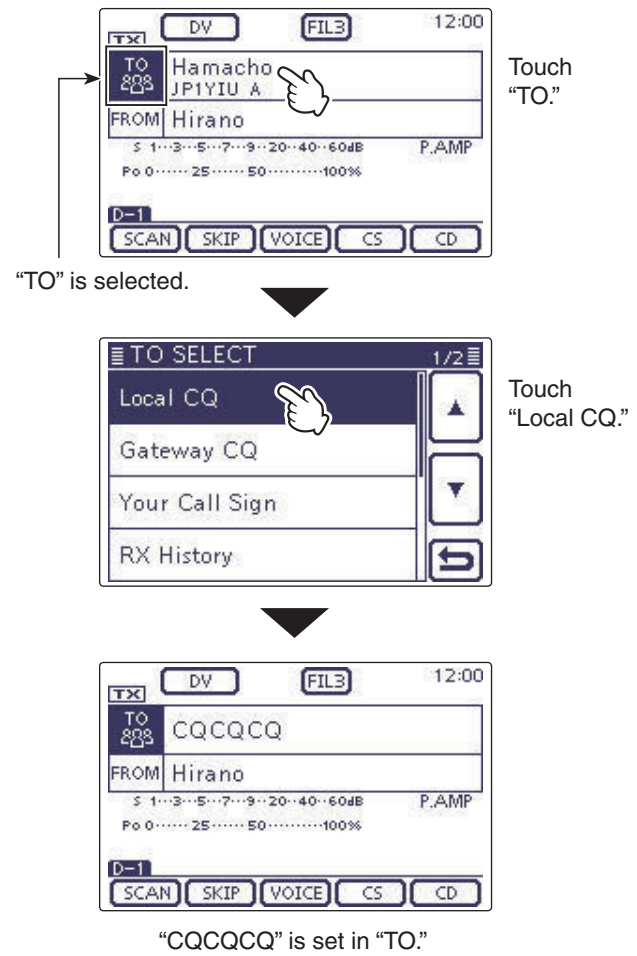 DV FIL3 12:00
TX
TO Hamacho
JP1YIU A
FROM Hirano
S 1···3···5···7···9··20··40··60dB P.AMP
Po 0······25······50··········100%
D-1
SCAN SKIP VOICE CS CD
Touch
“TO.”
“TO” is selected.
TO SELECT 1/2
Local CQ
Gateway CQ
Your Call Sign
RX History
Touch
“Local CQ.”
DV FIL3 12:00
TX
TO CQCQCQ
FROM Hirano
S 1···3···5···7···9··20··40··60dB P.AMP
Po 0······25······50··········100%
D-1
SCAN SKIP VOICE CS CD
“CQCQCQ” is set in “TO.”